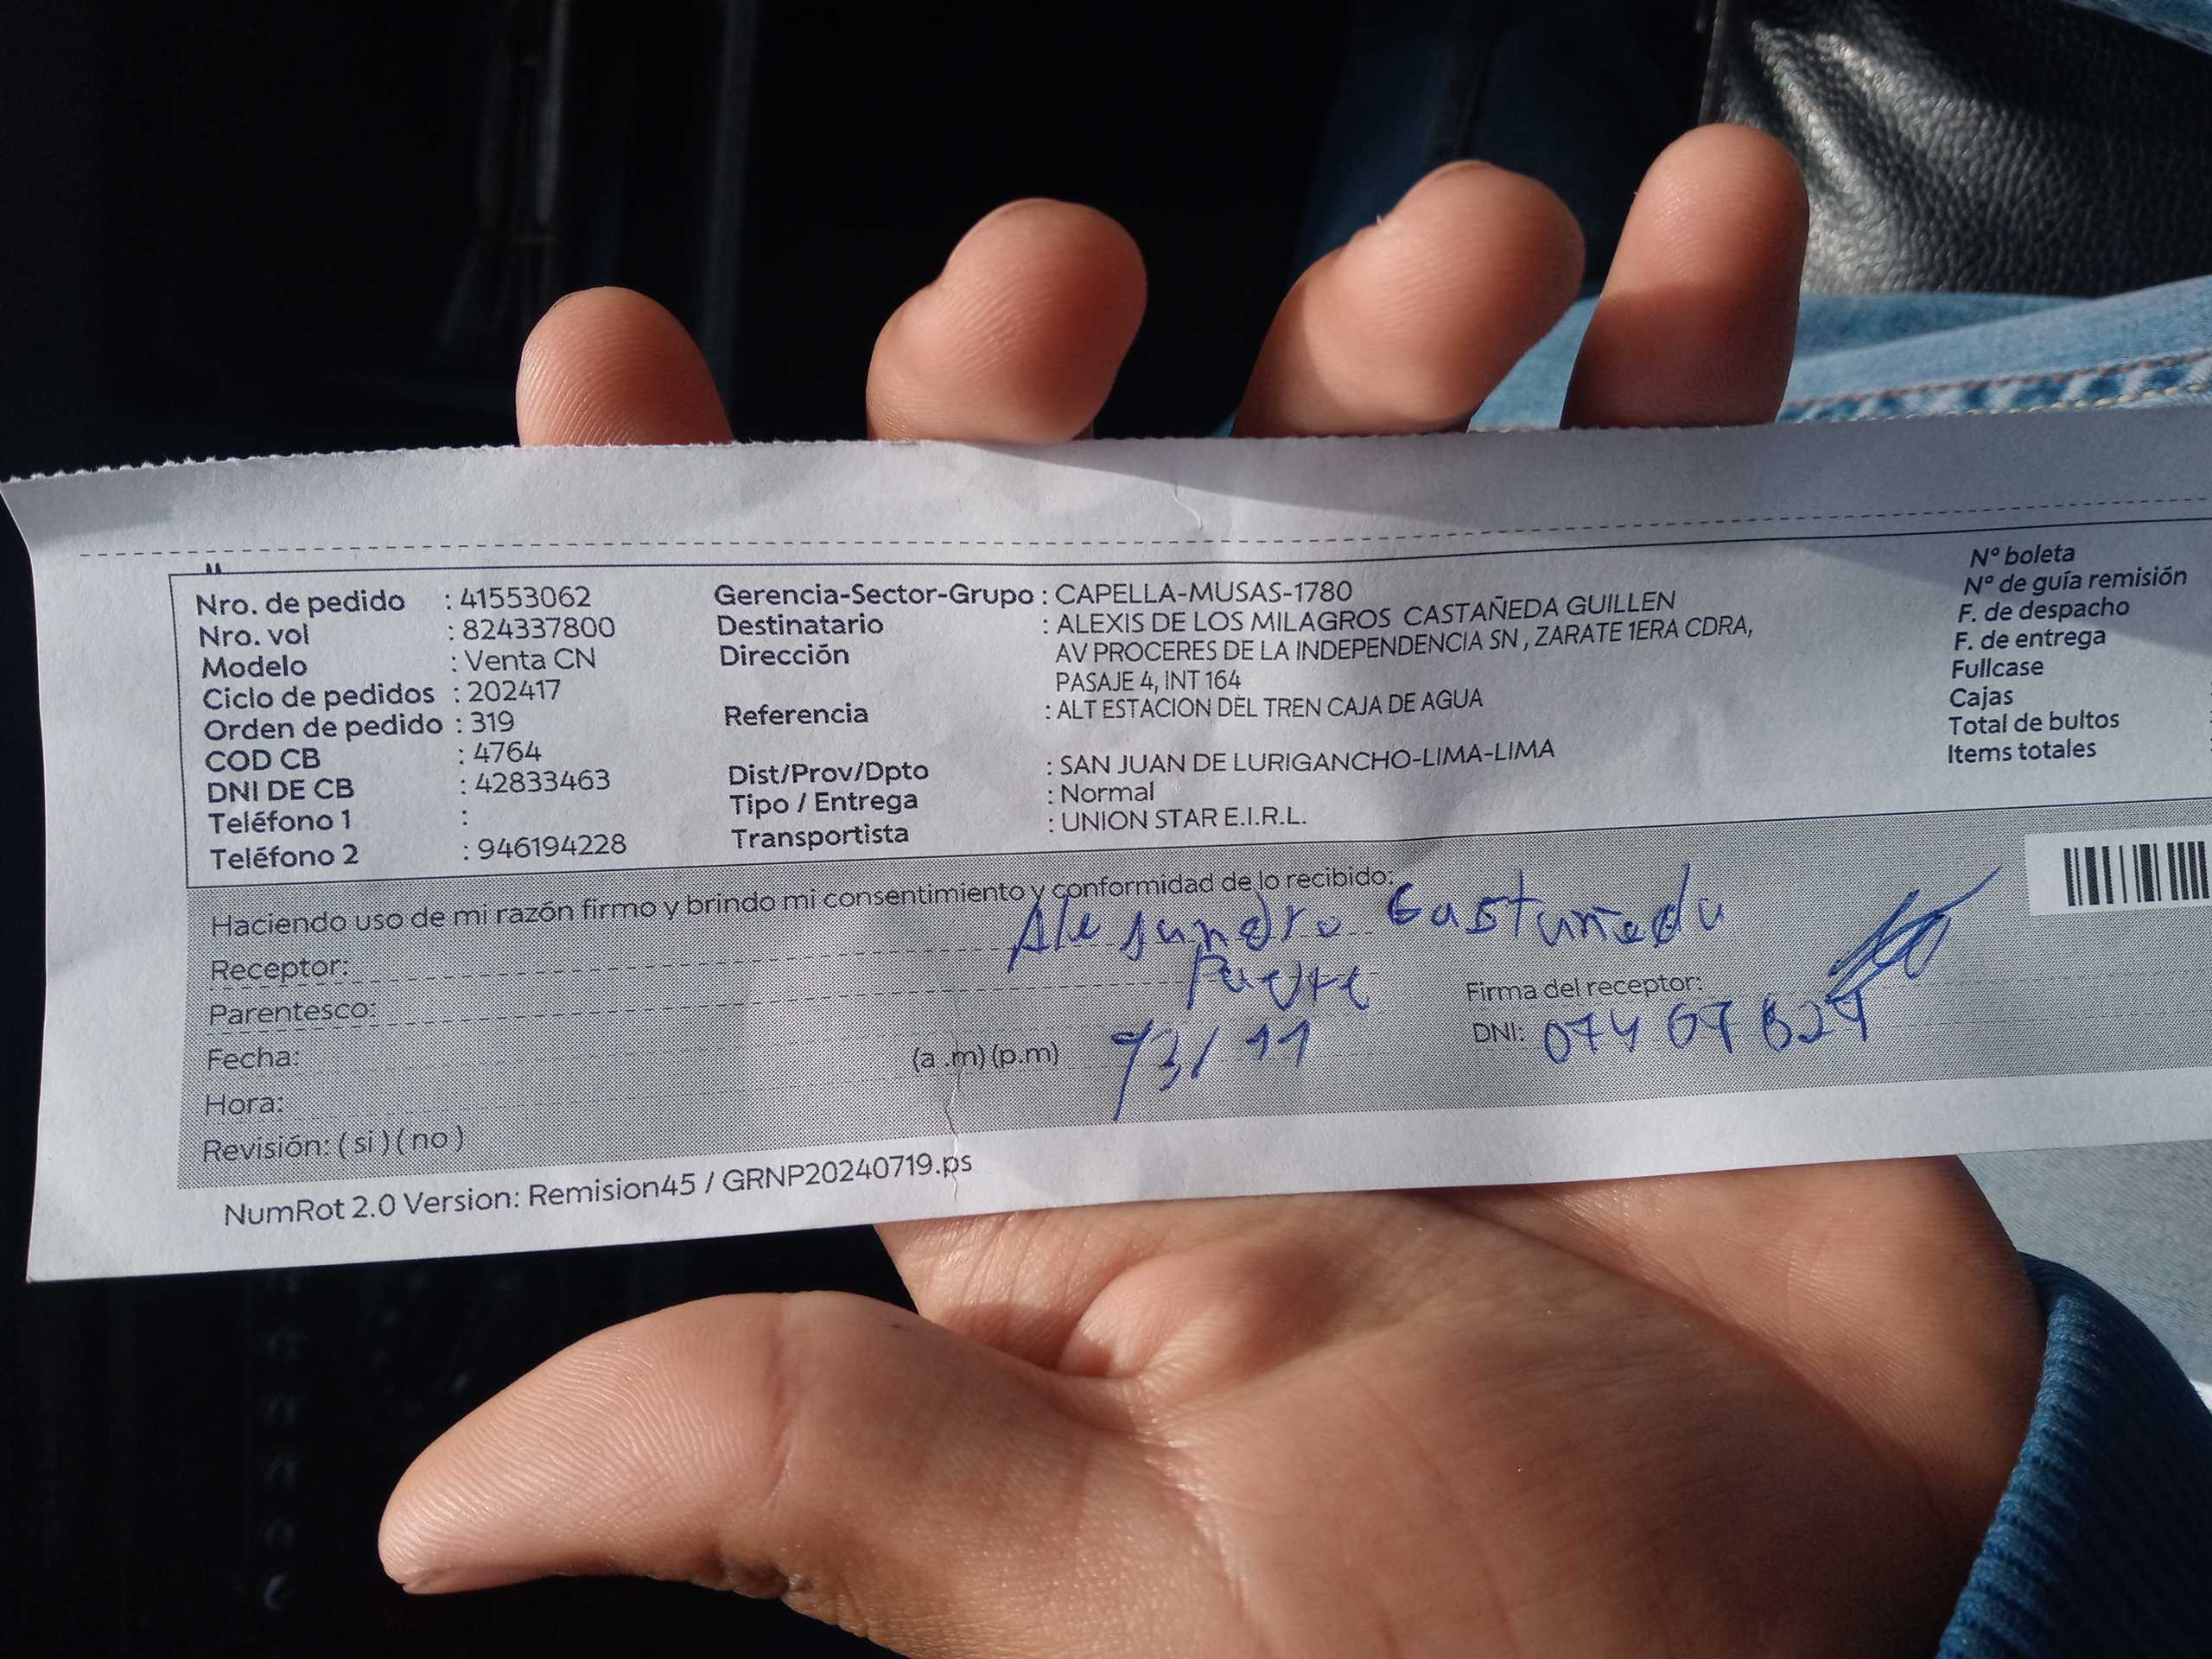 Nro. de pedido : 41553062
Nro. vol : 824337800
Modelo : Venta CN
Ciclo de pedidos : 202417
Orden de pedido : 319
COD CB : 4764
DNI DE CB : 42833463
Teléfono 1 :
Teléfono 2 : 946194228
Gerencia-Sector-Grupo : CAPELLA-MUSAS-1780
Destinatario : ALEXIS DE LOS MILAGROS CASTAÑEDA GUILLEN
Dirección AV PROCERES DE LA INDEPENDENCIA SN , ZARATE 1ERA CDRA,
PASAJE 4, INT 164
Referencia : ALT ESTACION DEL TREN CAJA DE AGUA
Dist/Prov/Dpto : SAN JUAN DE LURIGANCHO-LIMA-LIMA
Tipo / Entrega : Normal
Transportista : UNION STAR E.I.R.L.
Nº boleta
Nº de guía remisión
F. de despacho
F. de entrega
Fullcase
Cajas
Total de bultos
Items totales
Haciendo uso de mi razón firmo y brindo mi consentimiento y conformidad de lo recibido:
Receptor: Alejandro Castañeda
Parentesco: Padre
Firma del receptor:
Fecha: (a .m) (p.m)
DNI:
Hora:
Revisión: ( si ) ( no )
NumRot 2.0 Version: Remision45 / GRNP20240719.ps